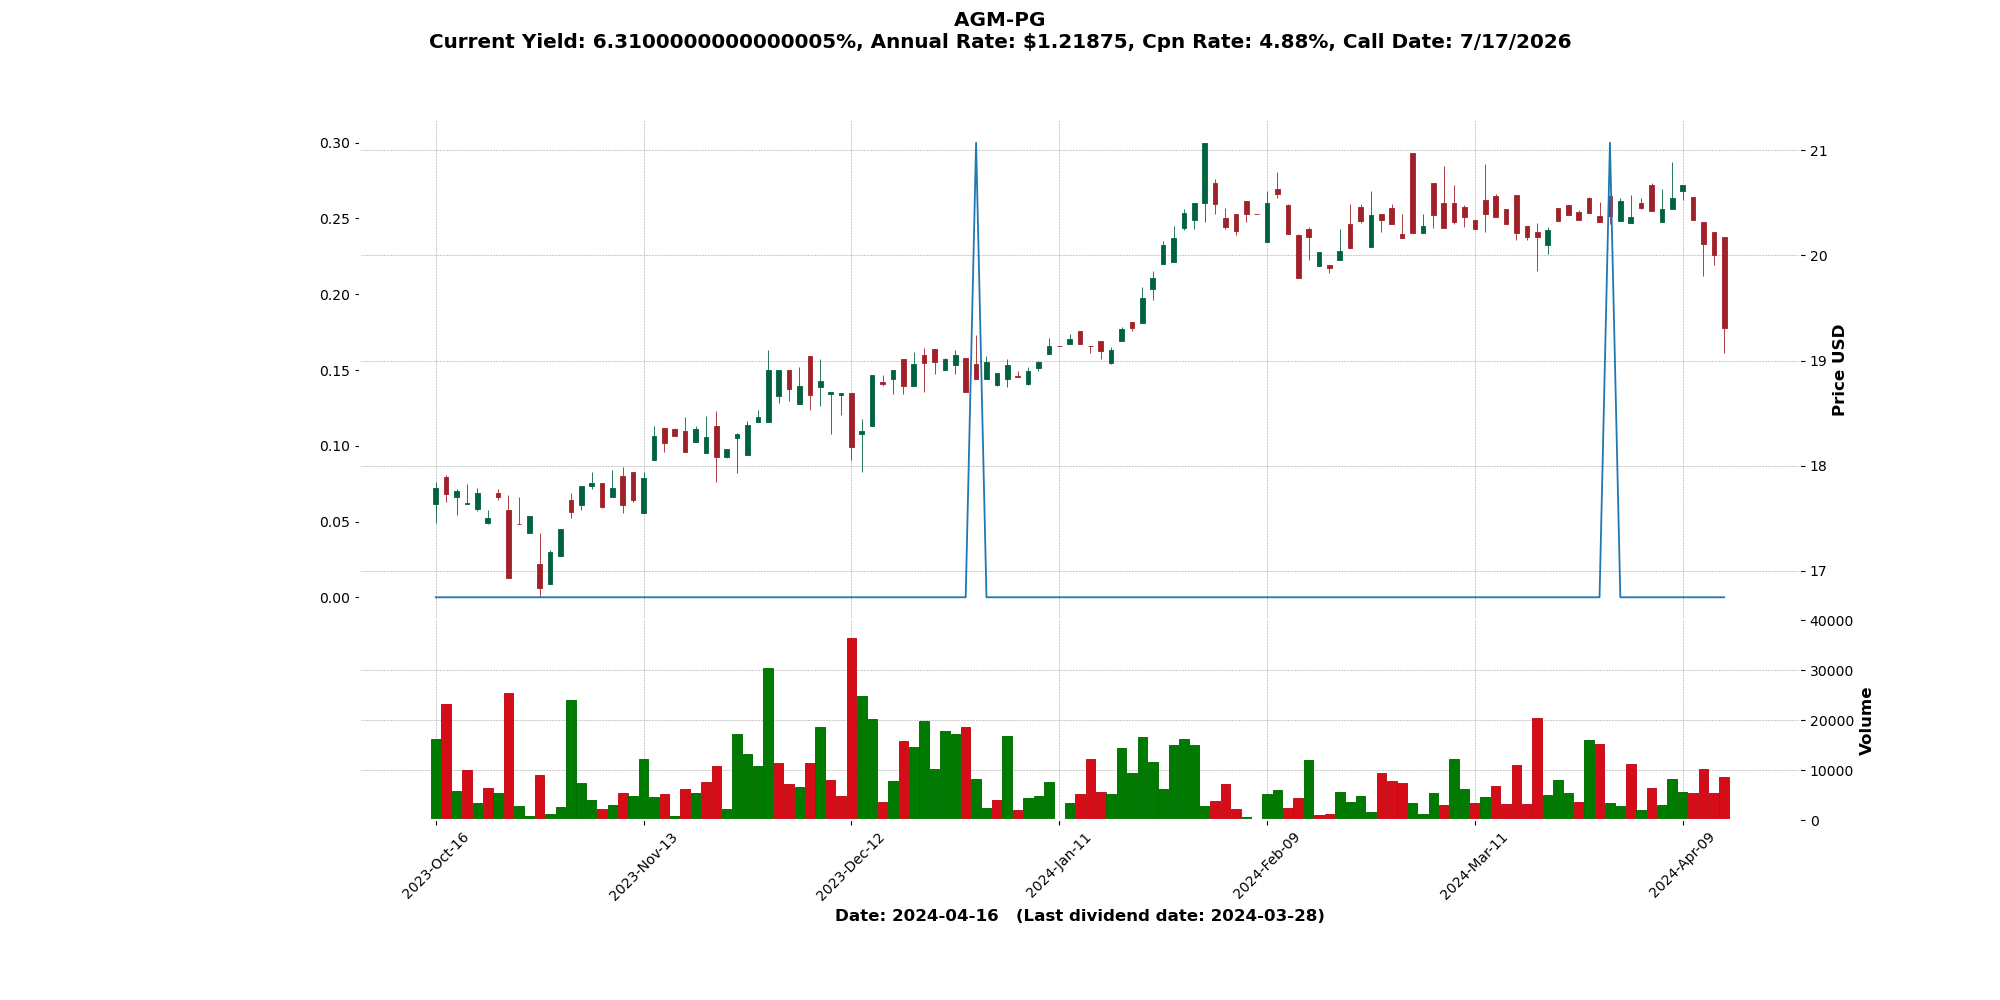 AGM-PG
Current Yield: 6.3100000000000005%, Annual Rate: $1.21875, Cpn Rate: 4.88%, Call Date: 7/17/2026
0.30
0.25
0.20
0.15
0.10
0.05
0.00
21
20
19
18
17
Price USD
40000
30000
20000
10000
0
Volume
2023-Oct-16
2023-Nov-13
2023-Dec-12
2024-Jan-11
2024-Feb-09
2024-Mar-11
2024-Apr-09
Date: 2024-04-16   (Last dividend date: 2024-03-28)